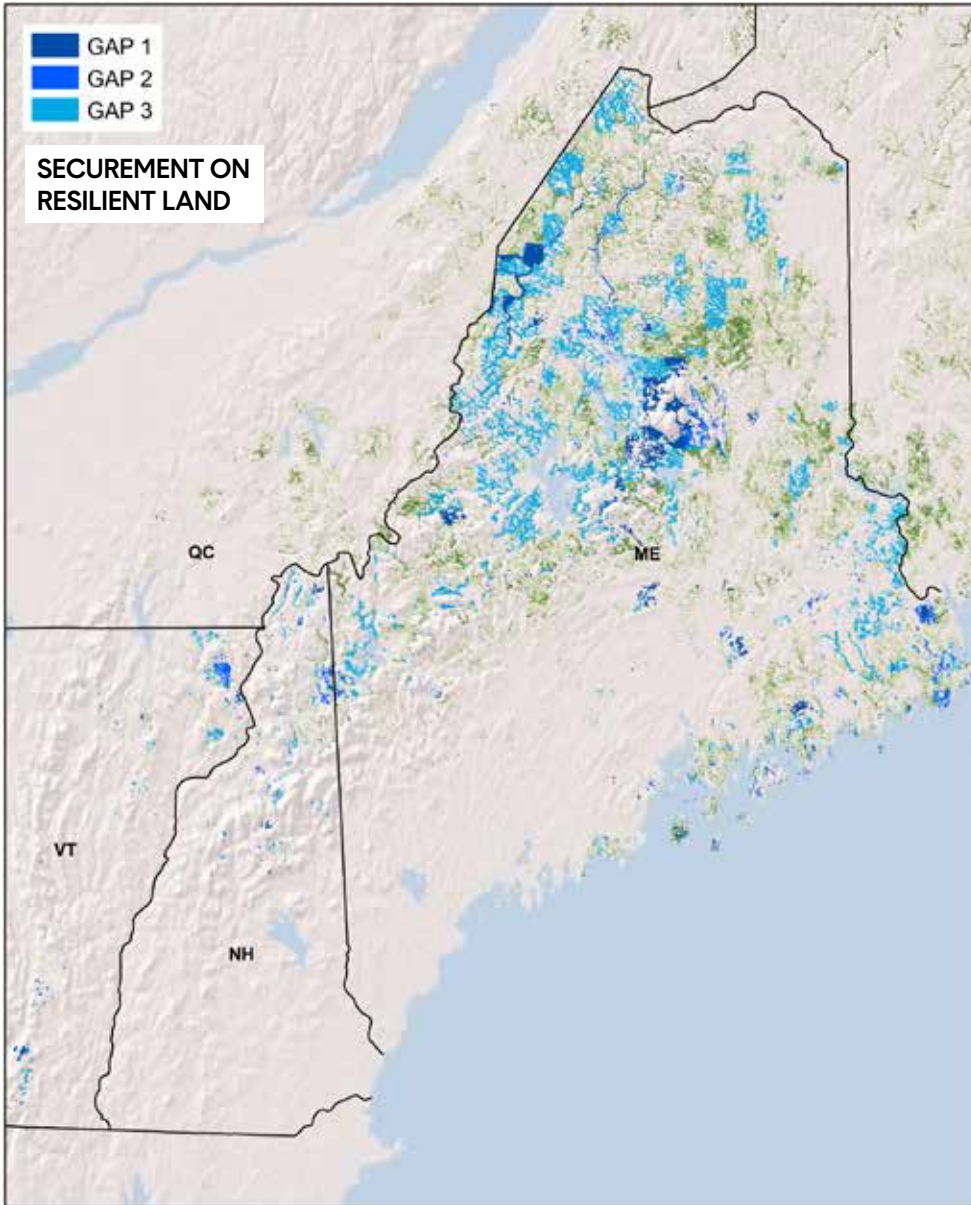 GAP 1
GAP 2
GAP 3
SECUREMENT ON
RESILIENT LAND
QC
ME
VT
NH